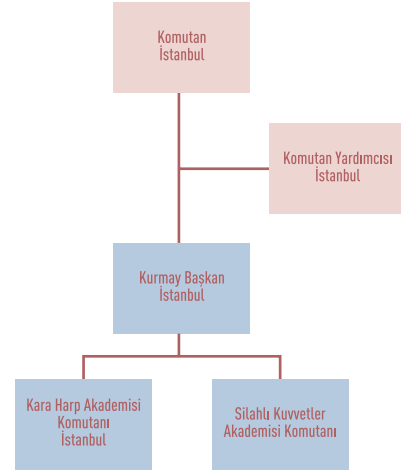 Komutan
İstanbul
Komutan Yardımcısı
İstanbul
Kurmay Başkan
İstanbul
Kara Harp Akademisi
Komutanı
İstanbul
Silahlı Kuvvetler
Akademisi Komutanı